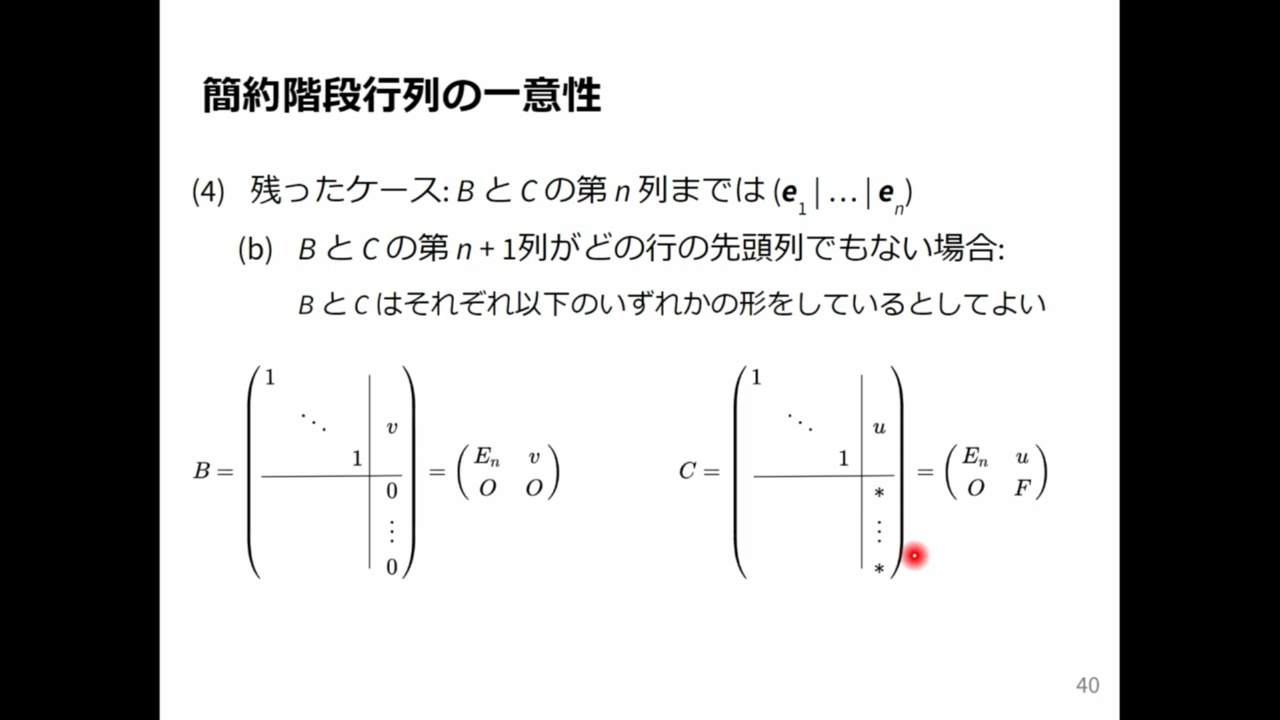 簡約階段行列の一意性
(4) 残ったケース: B と C の第 n 列までは (e₁ | … | eₙ)
(b) B と C の第 n + 1列がどの行の先頭列でもない場合:
B と C はそれぞれ以下のいずれかの形をしているとしてよい
1 1
⋱ v ⋱ u
1 Eₙ v 1 Eₙ u
B = = C = =
0 O O * O F
⋮ ⋮
0 *
40